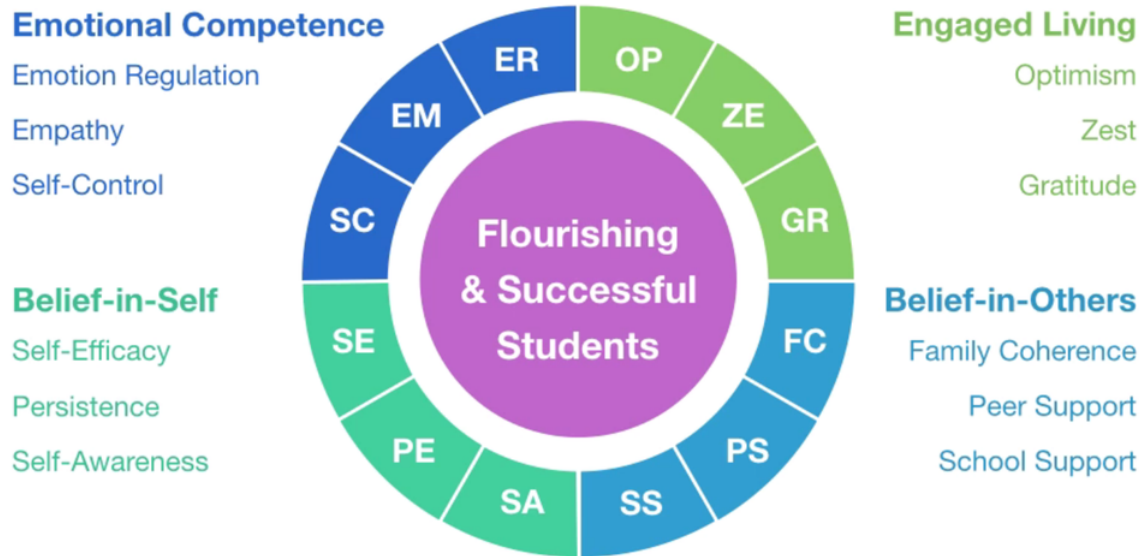 Emotional Competence
Emotion Regulation
Empathy
Self-Control
Belief-in-Self
Self-Efficacy
Persistence
Self-Awareness
ER
EM
SC
SE
PE
SA
OP
ZE
GR
FC
PS
SS
Flourishing
& Successful
Students
Engaged Living
Optimism
Zest
Gratitude
Belief-in-Others
Family Coherence
Peer Support
School Support